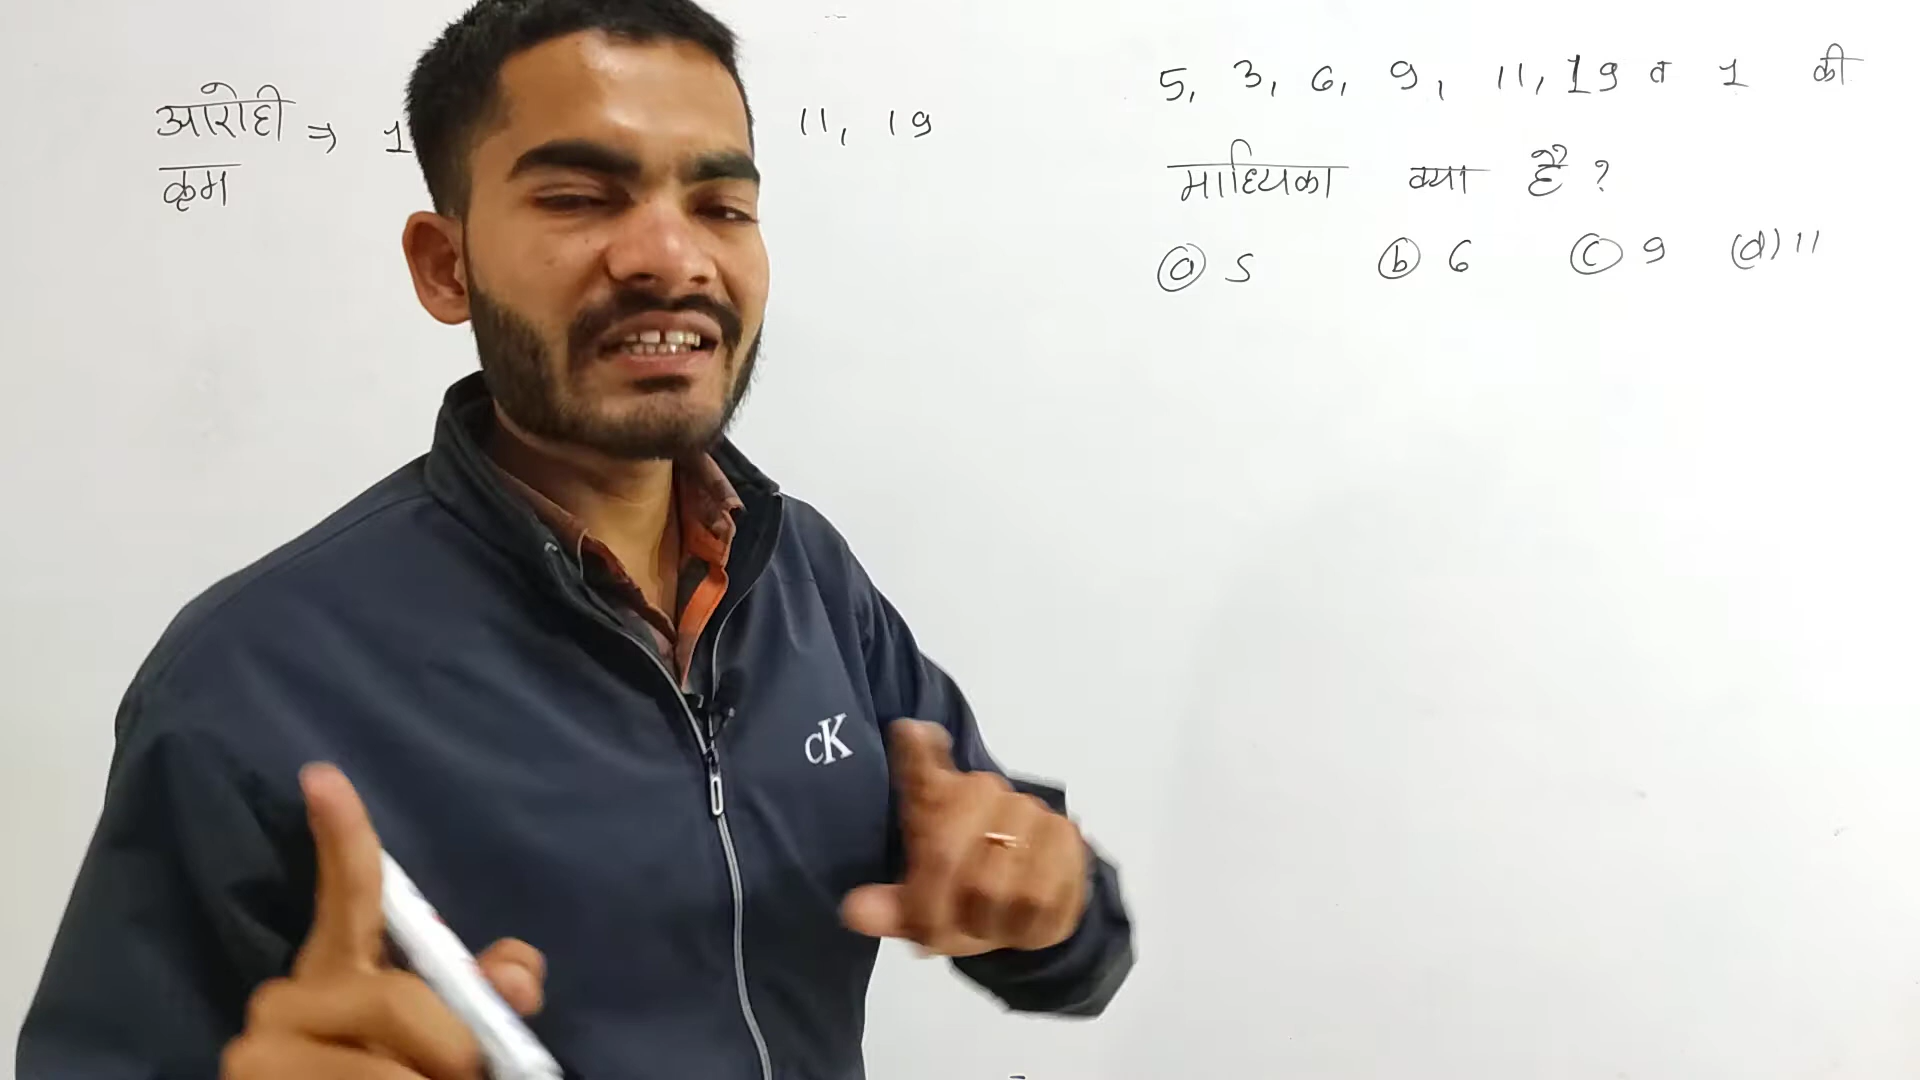 आरोही ⇒ 1 11, 19
क्रम
5, 3, 6, 9, 11, 19 व 1 की
माध्यिका क्या है ?
(a) 5 (b) 6 (c) 9 (d) 11
CK